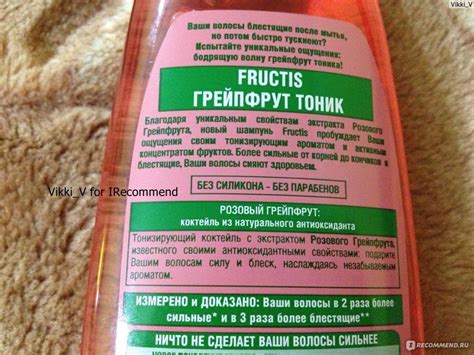 Vikki_V
Ваши волосы блестящие после мытья,
но потом быстро тускнеют?
Испытайте уникальные ощущения:
бодрящую волну грейпфрут тоника!
FRUCTIS
ГРЕЙПФРУТ ТОНИК
Благодаря уникальным свойствам экстракта Розового
Грейпфрута, новый шампунь Fructis пробуждает Ваши
ощущения своим тонизирующим ароматом и активным
концентратом фруктов. Более сильные от корней до кончиков и
блестящие, Ваши волосы сияют здоровьем.
Vikki_V for IRecommend
БЕЗ СИЛИКОНА - БЕЗ ПАРАБЕНОВ
РОЗОВЫЙ ГРЕЙПФРУТ:
коктейль из натурального антиоксиданта
Тонизирующий коктейль с экстрактом Розового Грейпфрута,
известного своими антиоксидантными свойствами: подарите
Вашим волосам силу и блеск, наслаждаясь незабываемым
ароматом.
ИЗМЕРЕНО и ДОКАЗАНО: Ваши волосы в 2 раза более
сильные* и в 3 раза более блестящие**
НИЧТО НЕ СДЕЛАЕТ ВАШИ ВОЛОСЫ СИЛЬНЕЕ
IRECOMMEND.RU